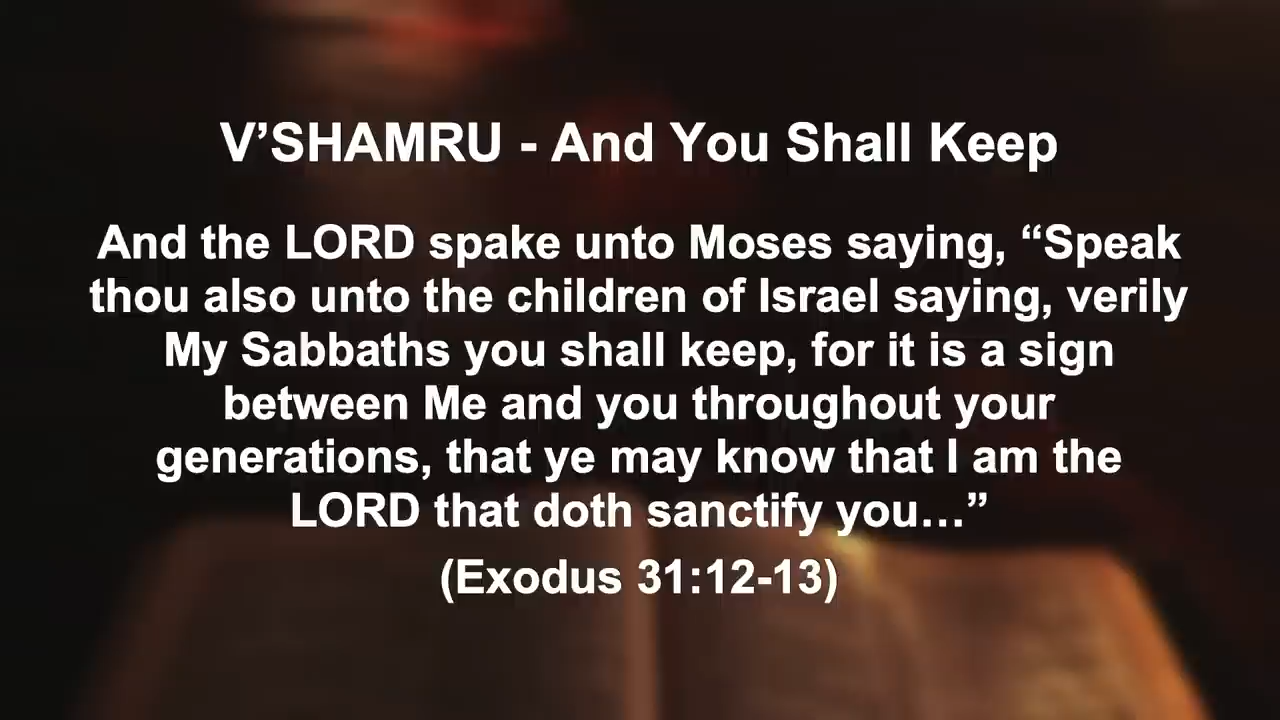 V’SHAMRU - And You Shall Keep
And the LORD spake unto Moses saying, “Speak
thou also unto the children of Israel saying, verily
My Sabbaths you shall keep, for it is a sign
between Me and you throughout your
generations, that ye may know that I am the
LORD that doth sanctify you…”
(Exodus 31:12-13)